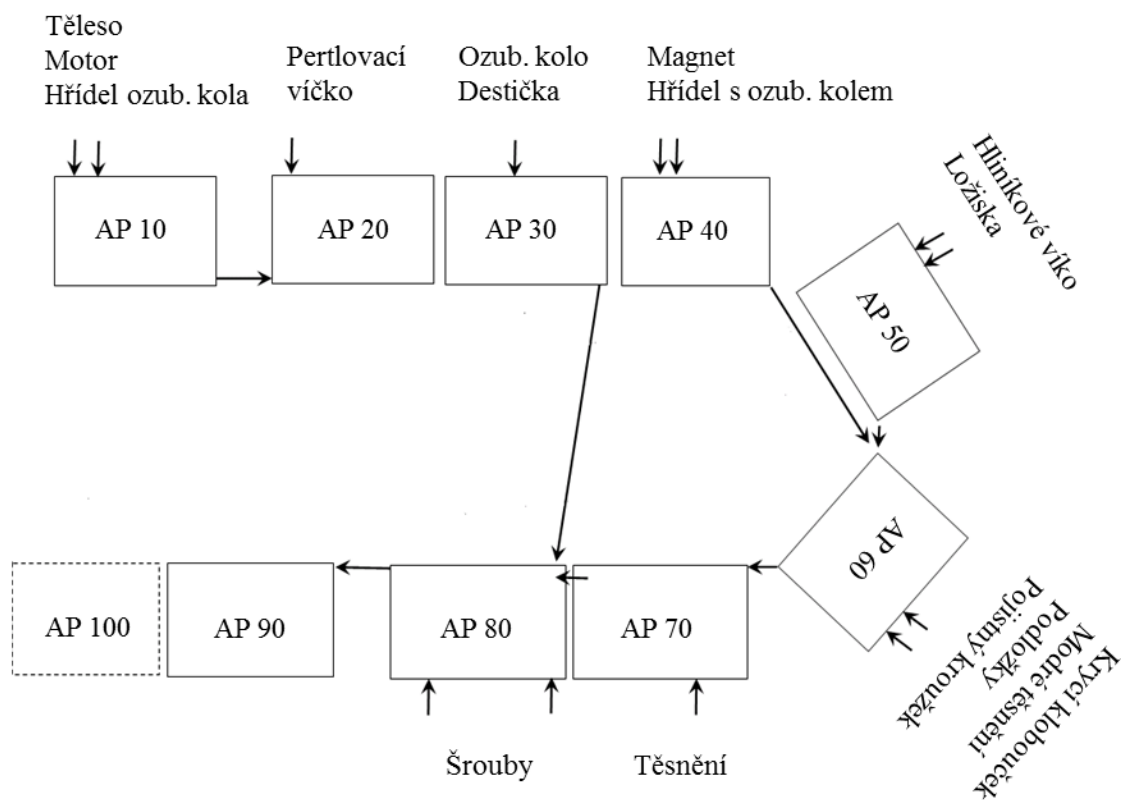 Těleso
Motor
Hřídel ozub. kola
Pertlovací
víčko
Ozub. kolo
Destička
Magnet
Hřídel s ozub. kolem
Hliníkové víko
Ložiska
AP 10
AP 20
AP 30
AP 40
AP 50
AP 60
Krycí klobouček
Modré těsnění
Podložky
Pojistný kroužek
AP 100
AP 90
AP 80
AP 70
Šrouby
Těsnění